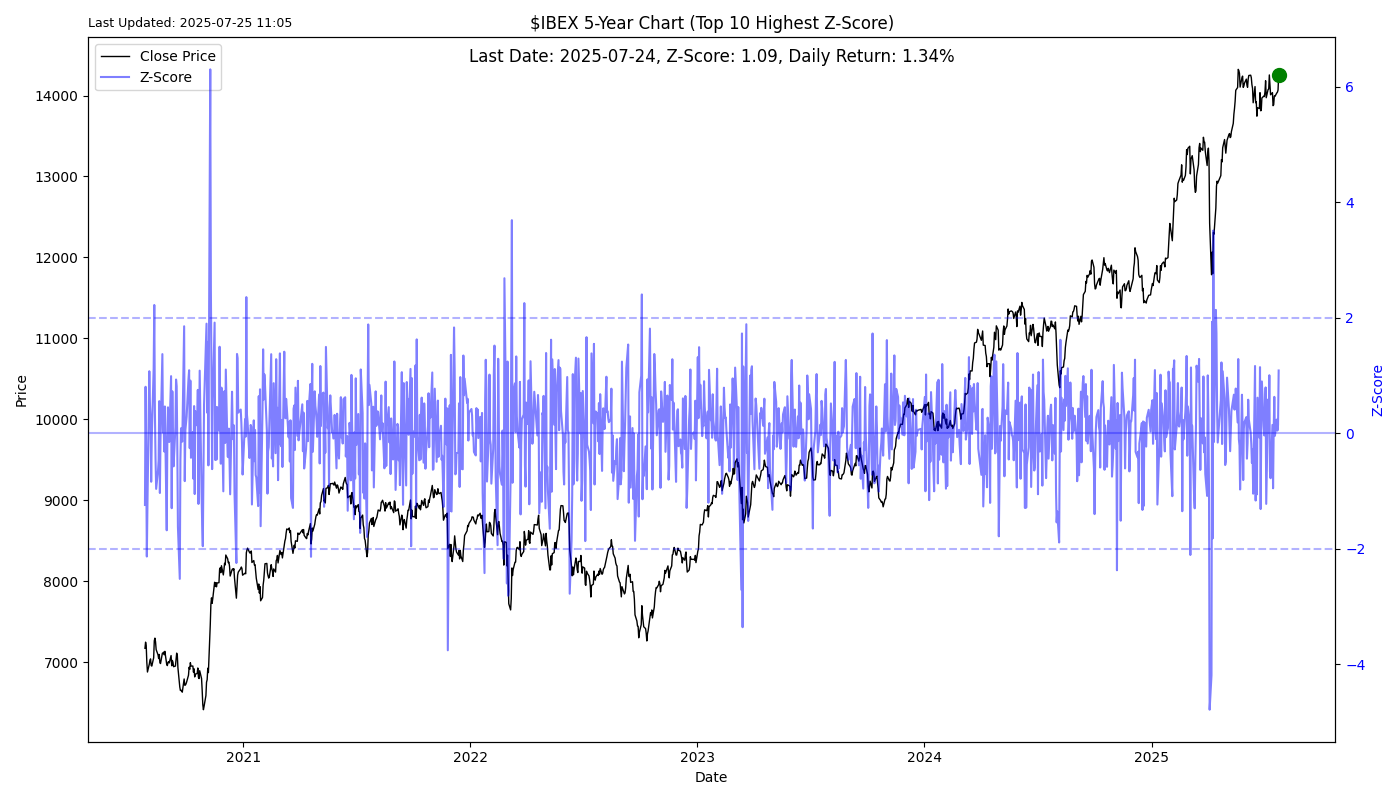 Last Updated: 2025-07-25 11:05
$IBEX 5-Year Chart (Top 10 Highest Z-Score)
Last Date: 2025-07-24, Z-Score: 1.09, Daily Return: 1.34%
Close Price
Z-Score
14000
13000
12000
11000
10000
9000
8000
7000
Price
6
4
2
0
−2
−4
Z-Score
2021
2022
2023
2024
2025
Date